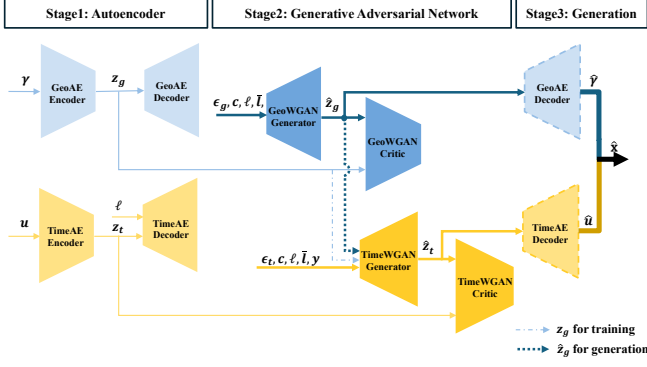 Stage1: Autoencoder
Stage2: Generative Adversarial Network
Stage3: Generation
γ
GeoAE
Encoder
z_g
GeoAE
Decoder
ϵ_g, c, ℓ, l̄,
GeoWGAN
Generator
ẑ_g
GeoWGAN
Critic
GeoAE
Decoder
γ̂
x̂
u
TimeAE
Encoder
ℓ
z_t
TimeAE
Decoder
ϵ_t, c, ℓ, l̄, y
TimeWGAN
Generator
ẑ_t
TimeWGAN
Critic
TimeAE
Decoder
û
z_g for training
ẑ_g for generation